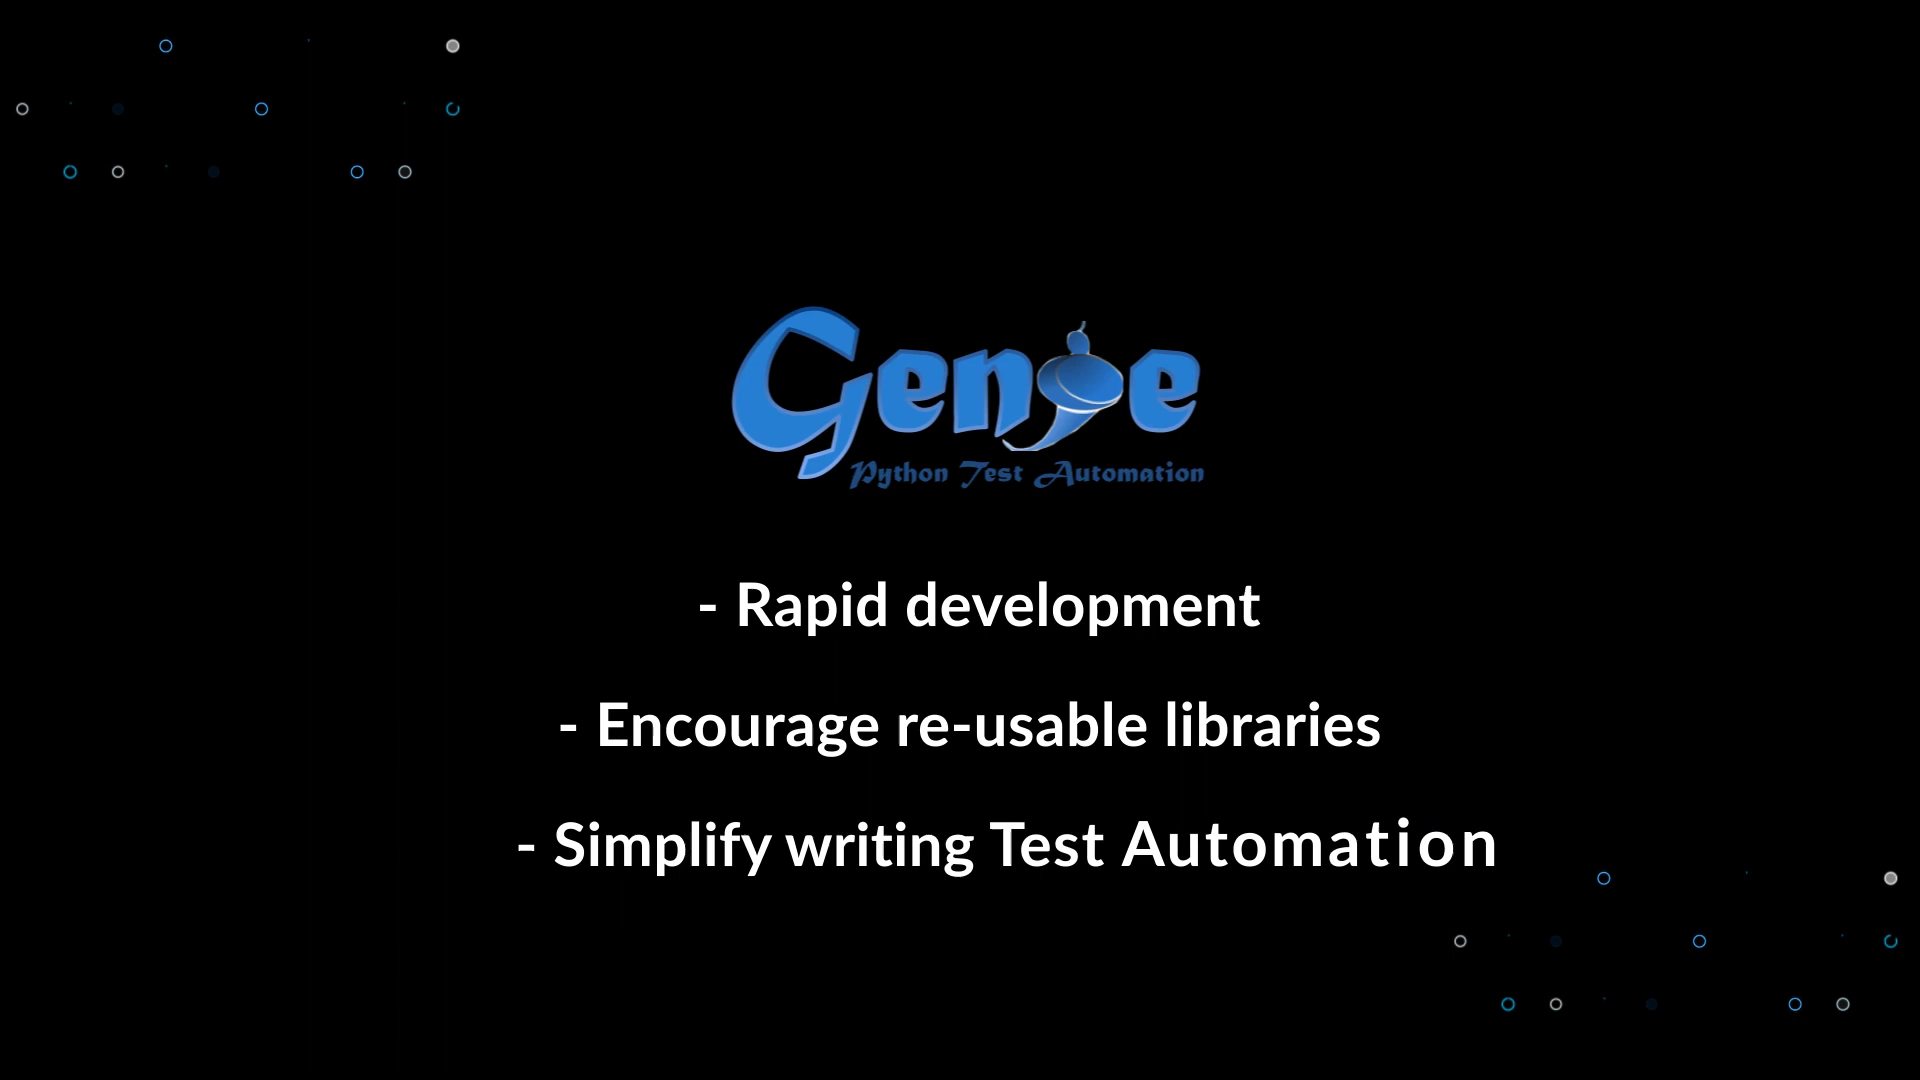 Genie
Python Test Automation
- Rapid development
- Encourage re-usable libraries
- Simplify writing Test Automation